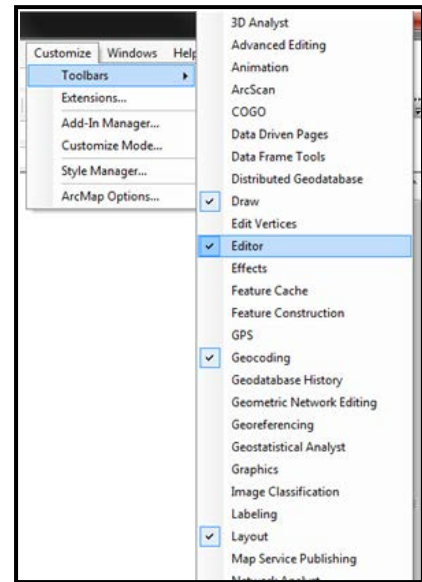 Customize Windows Help
Toolbars
Extensions...
Add-In Manager...
Customize Mode...
Style Manager...
ArcMap Options...
3D Analyst
Advanced Editing
Animation
ArcScan
COGO
Data Driven Pages
Data Frame Tools
Distributed Geodatabase
Draw
Edit Vertices
Editor
Effects
Feature Cache
Feature Construction
GPS
Geocoding
Geodatabase History
Geometric Network Editing
Georeferencing
Geostatistical Analyst
Graphics
Image Classification
Labeling
Layout
Map Service Publishing
Network Analyst